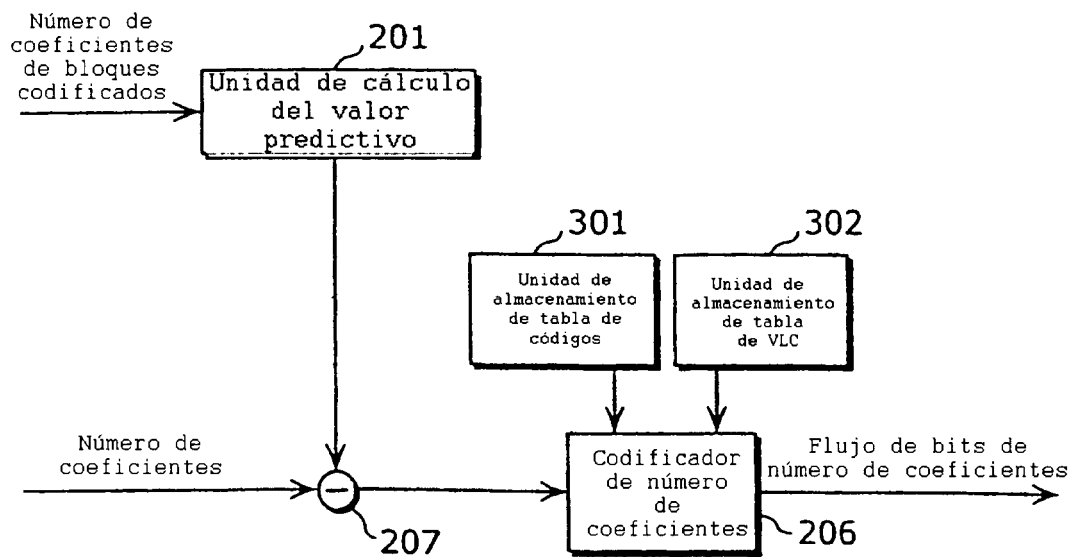 Número de
coeficientes
de bloques
codificados
201
Unidad de cálculo
del valor
predictivo
301
Unidad de
almacenamiento
de tabla de
códigos
302
Unidad de
almacenamiento
de tabla
de VLC
Número de
coeficientes
207
Codificador
de número
de
coeficientes
206
Flujo de bits de
número de coeficientes